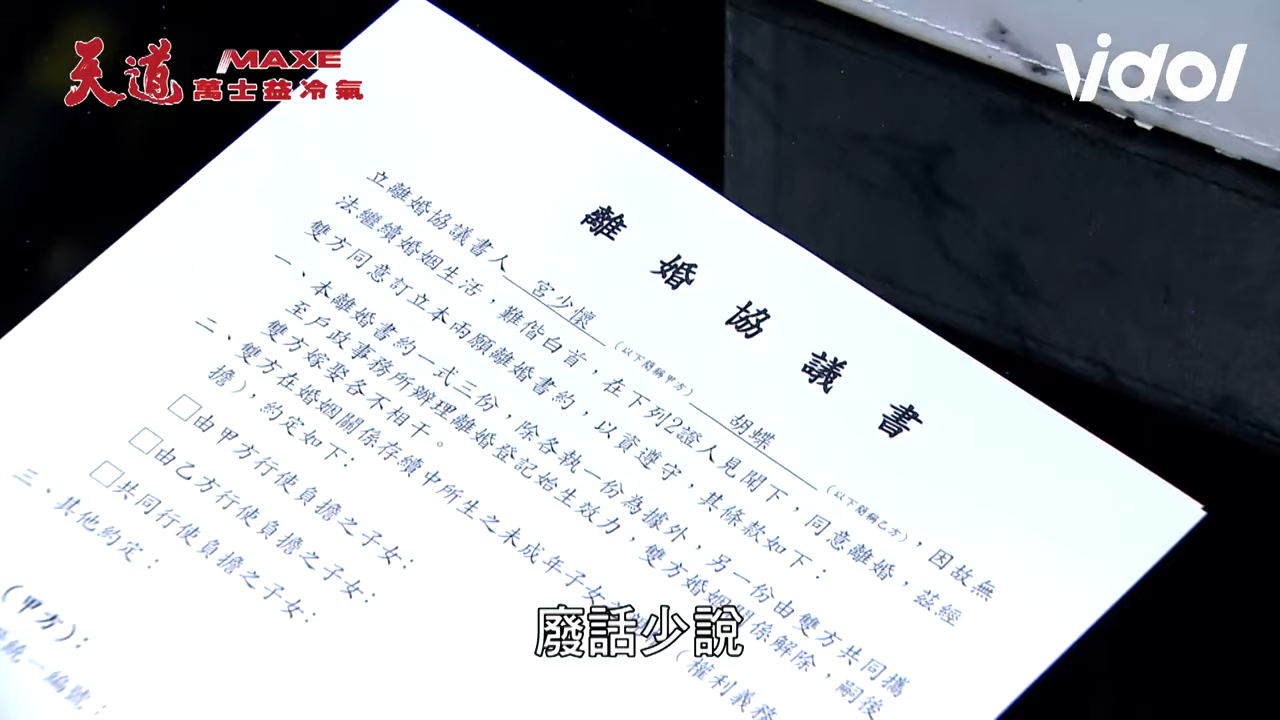 天道
MAXE
萬士益冷氣
Vidol
離婚協議書
立離婚協議書人 宮少懷 (以下簡稱甲方) 胡蝶 (以下簡稱乙方),因故無
法繼續婚姻生活,難偕白首,在下列2證人見聞下,同意離婚,茲經
雙方同意訂立本兩願離婚書約,以資遵守,其條款如下:
一、本離婚書約一式三份,除各執一份為據外,另一份由雙方共同攜
至戶政事務所辦理離婚登記始生效力,雙方婚姻關係解除,嗣後
雙方嫁娶各不相干。
二、雙方在婚姻關係存續中所生之未成年子女 (權利義務
擔),約定如下:
□由甲方行使負擔之子女:
□由乙方行使負擔之子女:
□共同行使負擔之子女:
三、其他約定:
(甲方):
統一編號:
廢話少說